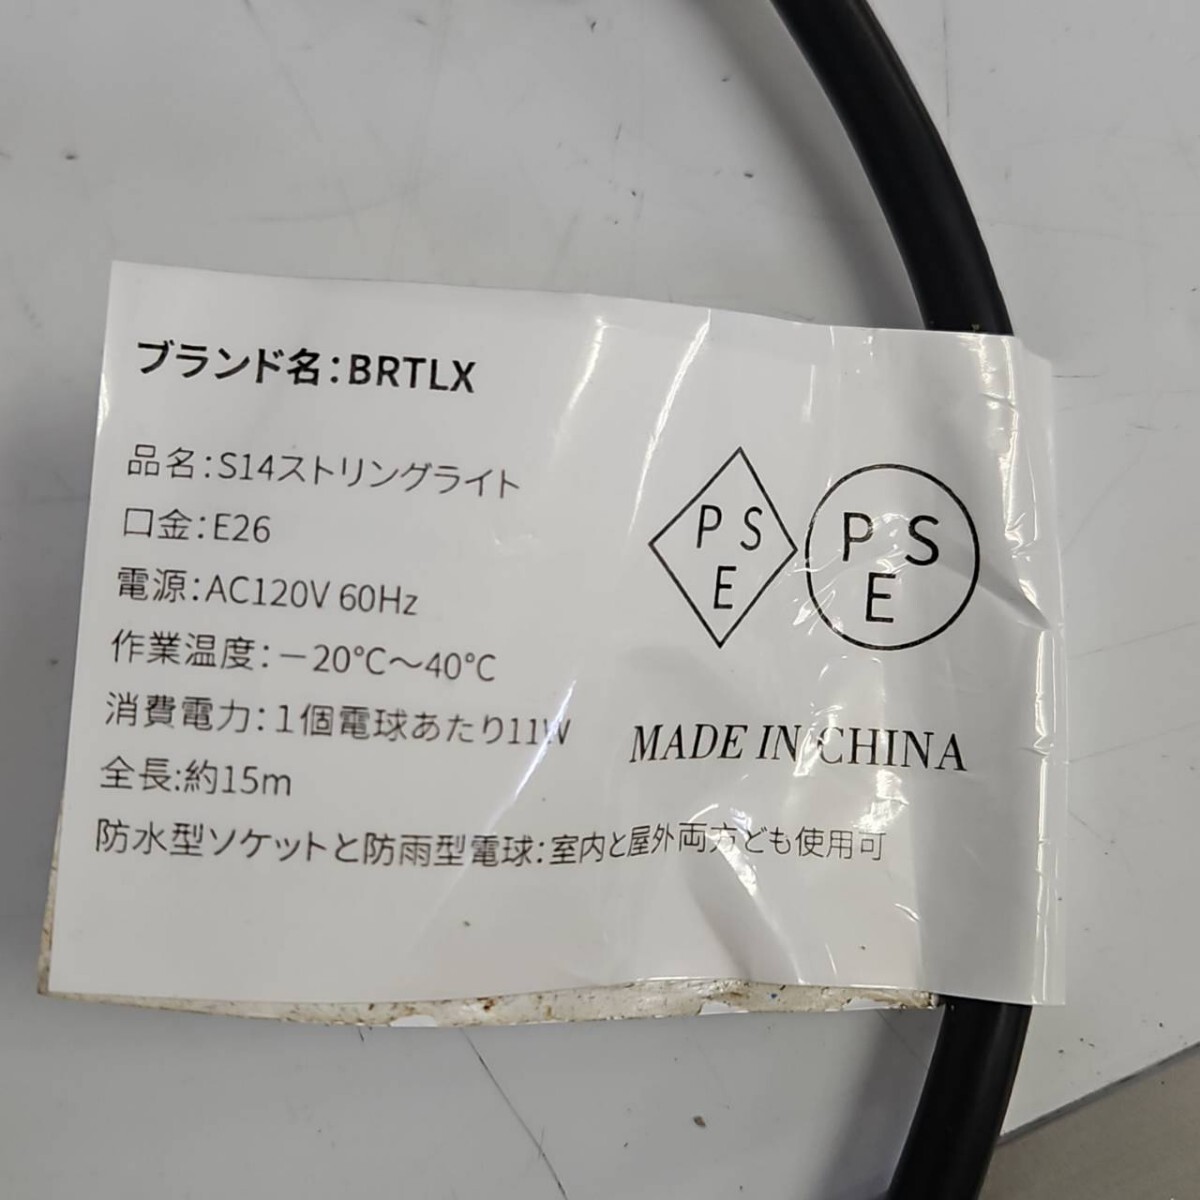 ブランド名：BRTLX
品名：S14ストリングライト
口金：E26
電源：AC120V 60Hz
作業温度：－20℃～40℃
消費電力：1個電球あたり11W
全長:約15m
防水型ソケットと防雨型電球：室内と屋外両方ども使用可
P S
E
P S
E
MADE IN CHINA